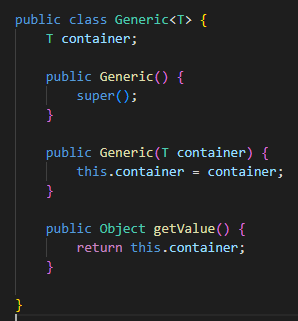 public class Generic<T> {
    T container;
    public Generic() {
        super();
    }
    public Generic(T container) {
        this.container = container;
    }
    public Object getValue() {
        return this.container;
    }
}